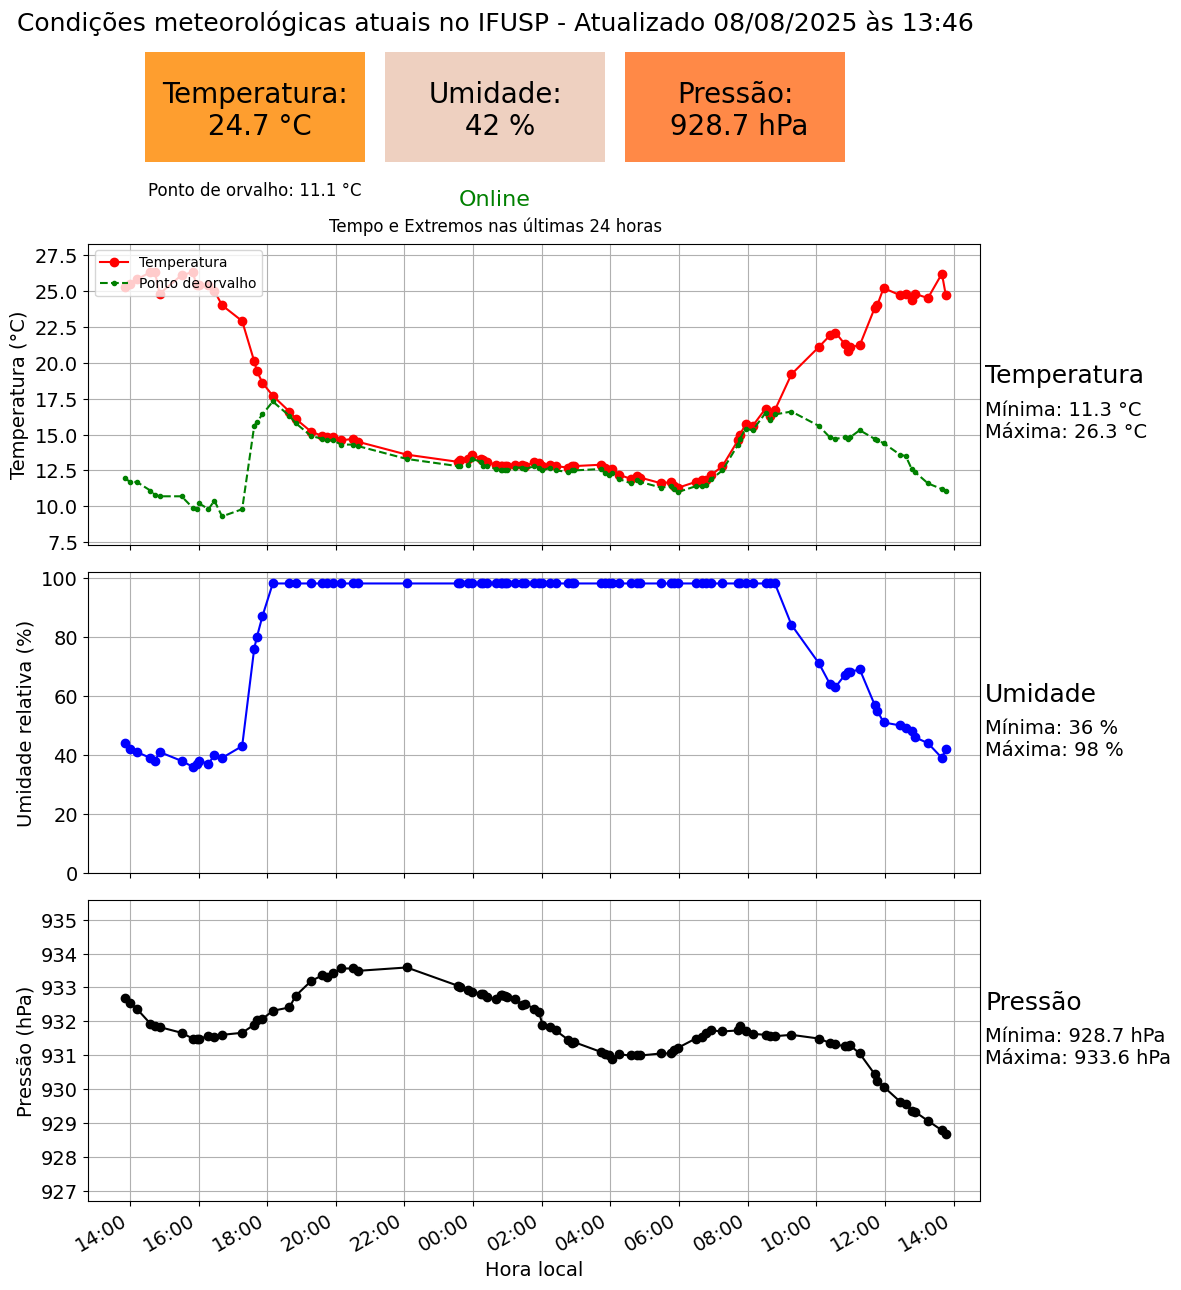 Condições meteorológicas atuais no IFUSP - Atualizado 08/08/2025 às 13:46
Temperatura:
24.7 °C
Umidade:
42 %
Pressão:
928.7 hPa
Ponto de orvalho: 11.1 °C
Online
Tempo e Extremos nas últimas 24 horas
Temperatura
Ponto de orvalho
27.5
25.0
22.5
20.0
17.5
15.0
12.5
10.0
7.5
Temperatura (°C)
Temperatura
Mínima: 11.3 °C
Máxima: 26.3 °C
100
80
60
40
20
0
Umidade relativa (%)
Umidade
Mínima: 36 %
Máxima: 98 %
935
934
933
932
931
930
929
928
927
Pressão (hPa)
Pressão
Mínima: 928.7 hPa
Máxima: 933.6 hPa
14:00
16:00
18:00
20:00
22:00
00:00
02:00
04:00
06:00
08:00
10:00
12:00
14:00
Hora local